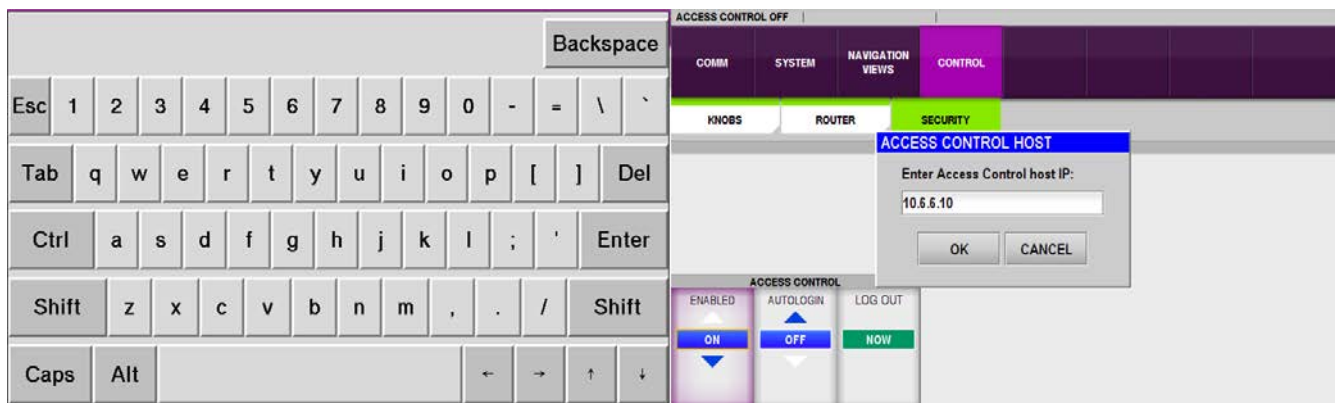 Backspace
Esc 1 2 3 4 5 6 7 8 9 0 - = \ `
Tab q w e r t y u i o p [ ] Del
Ctrl a s d f g h j k l ; ' Enter
Shift z x c v b n m , . / Shift
Caps Alt ← → ↑ ↓
ACCESS CONTROL OFF
COMM SYSTEM NAVIGATION VIEWS CONTROL
KNOBS ROUTER SECURITY
ACCESS CONTROL HOST
Enter Access Control host IP:
10.6.6.10
OK CANCEL
ACCESS CONTROL
ENABLED AUTOLOGIN LOG OUT
ON OFF NOW